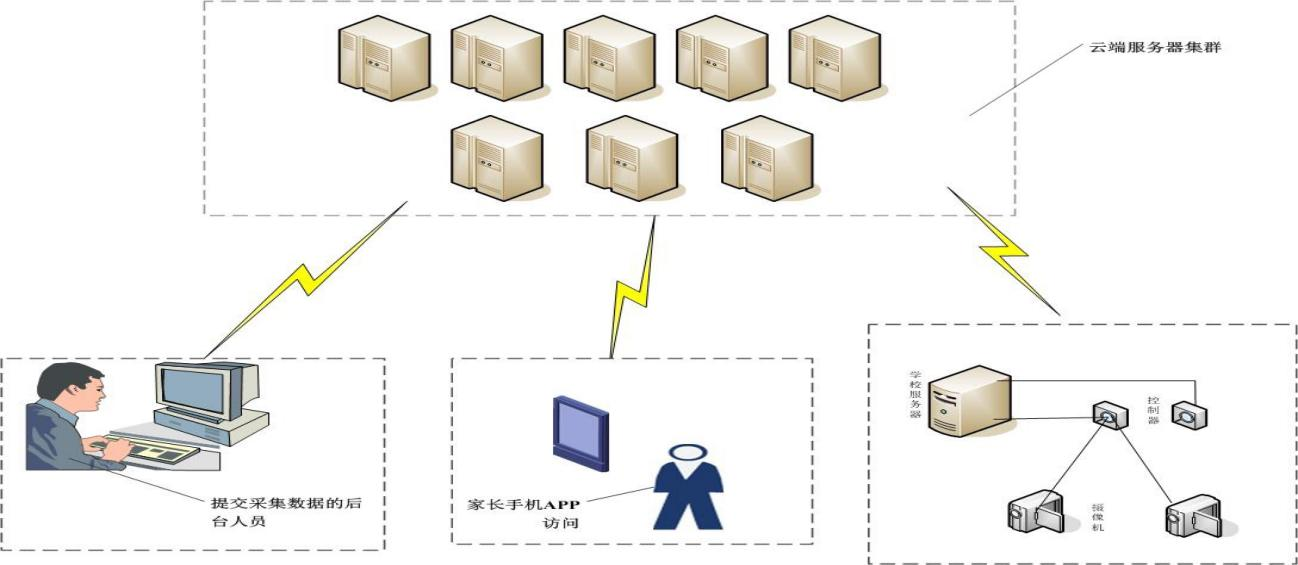 云端服务器集群
学校服务器
控制器
提交采集数据的后
台人员
家长手机APP
访问
摄像机